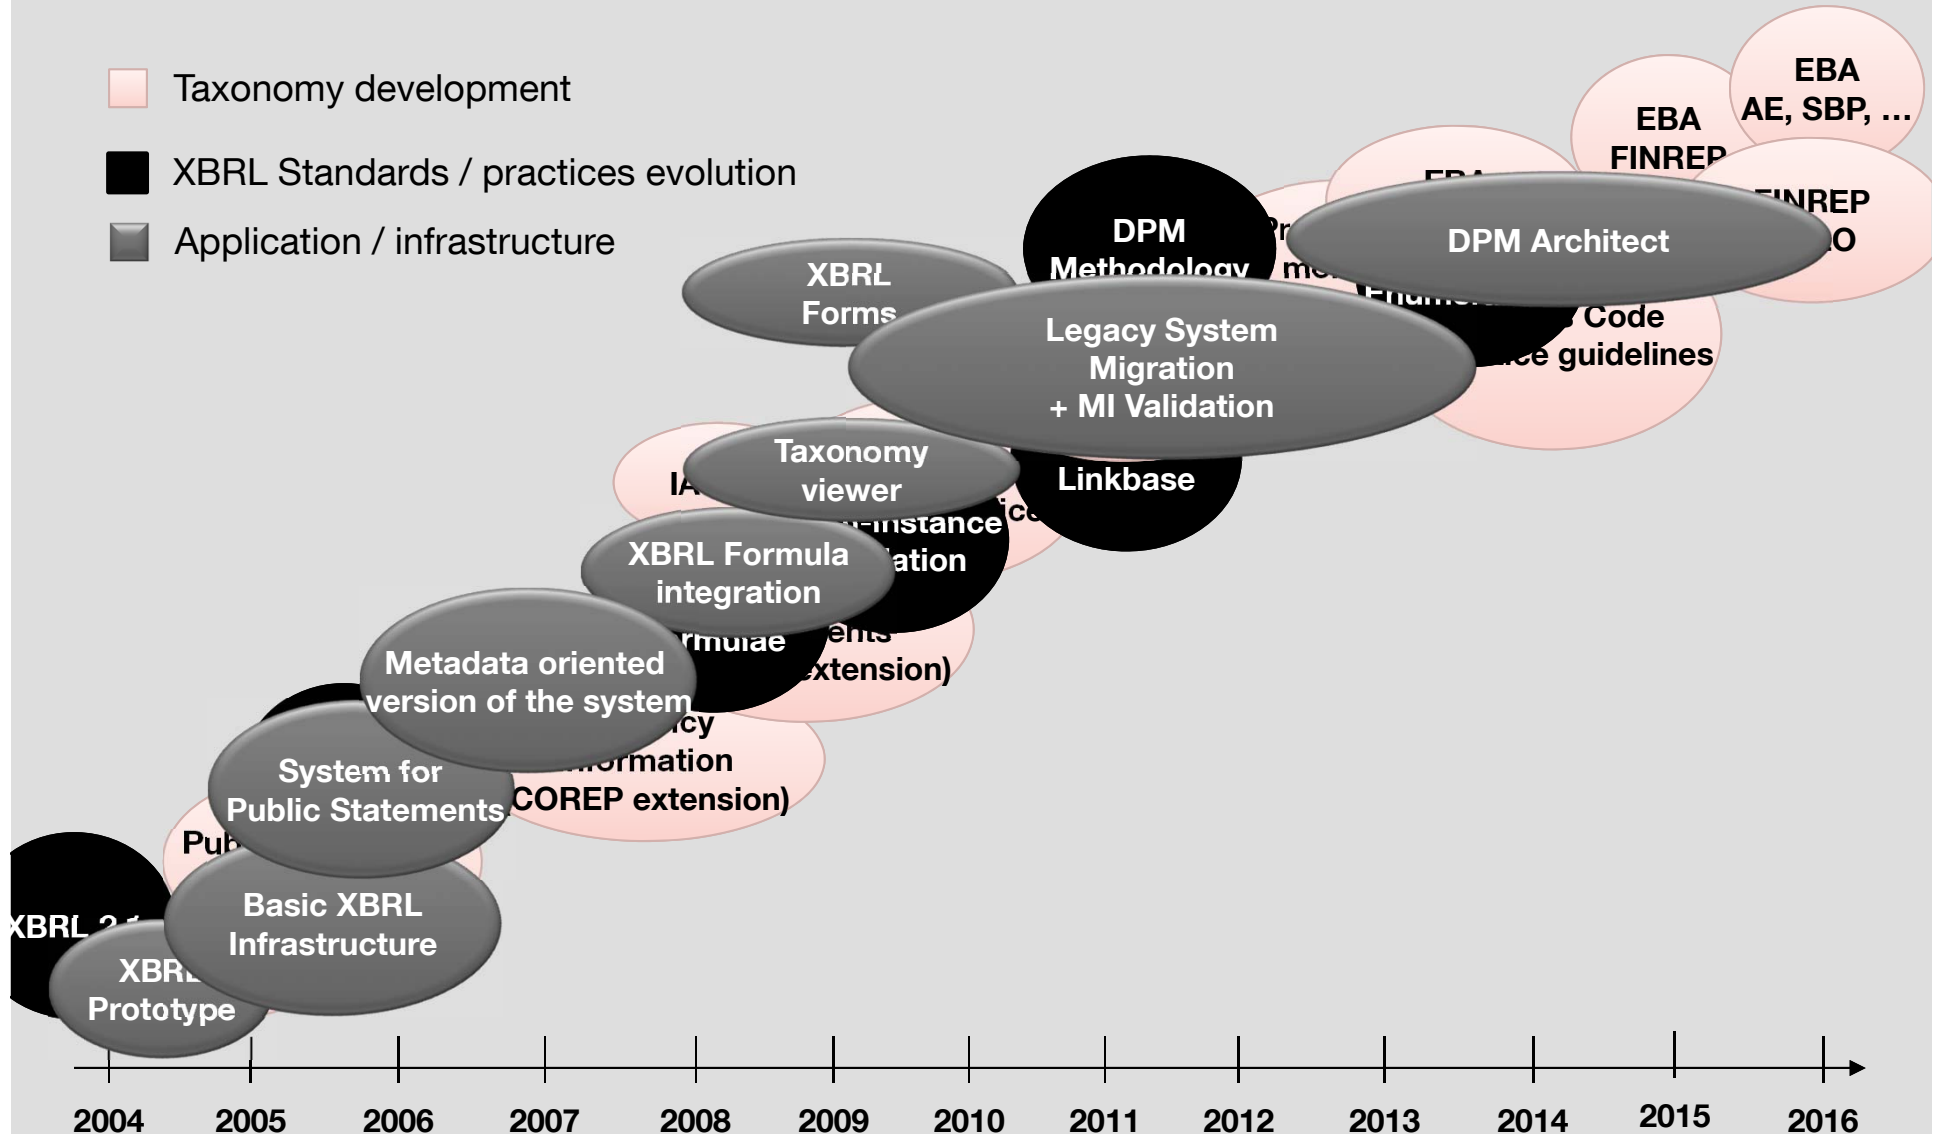 Taxonomy development
XBRL Standards / practices evolution
Application / infrastructure
EBA
AE, SBP, ...
EBA
FINREP
FINREP
DPM Architect
DPM
Methodology
XBRL
Forms
Legacy System
Migration
+ MI Validation
Code
guidelines
Taxonomy
viewer
Linkbase
XBRL Formula
integration
Metadata oriented
version of the system
extension)
System for
Public Statements
(COREP extension)
Basic XBRL
Infrastructure
XBRL
XBRL
Prototype
2004 2005 2006 2007 2008 2009 2010 2011 2012 2013 2014 2015 2016